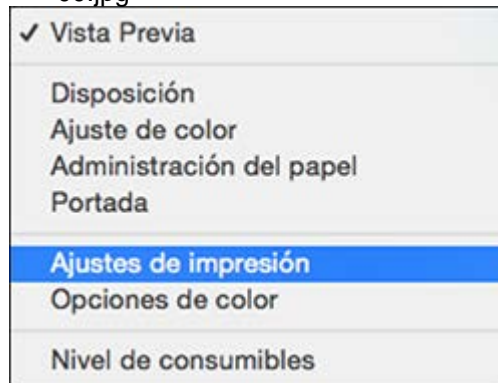 ✓ Vista Previa
Disposición
Ajuste de color
Administración del papel
Portada
Ajustes de impresión
Opciones de color
Nivel de consumibles